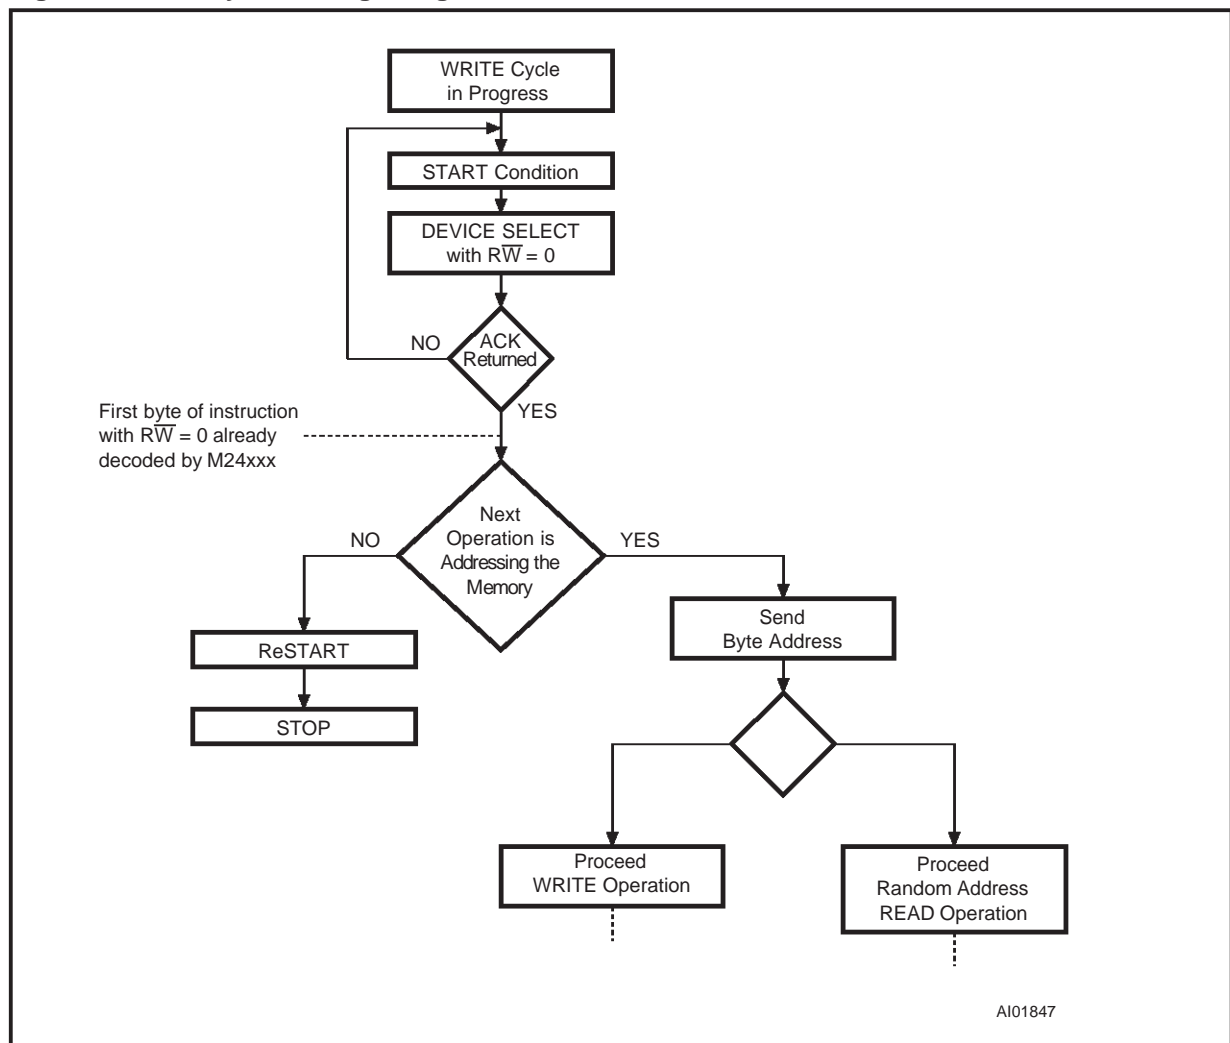 WRITE Cycle
in Progress
START Condition
DEVICE SELECT
with RW̅ = 0
ACK
Returned
NO
YES
First byte of instruction
with RW̅ = 0 already
decoded by M24xxx
Next
Operation is
Addressing the
Memory
NO
YES
Send
Byte Address
ReSTART
STOP
Proceed
WRITE Operation
Proceed
Random Address
READ Operation
AI01847